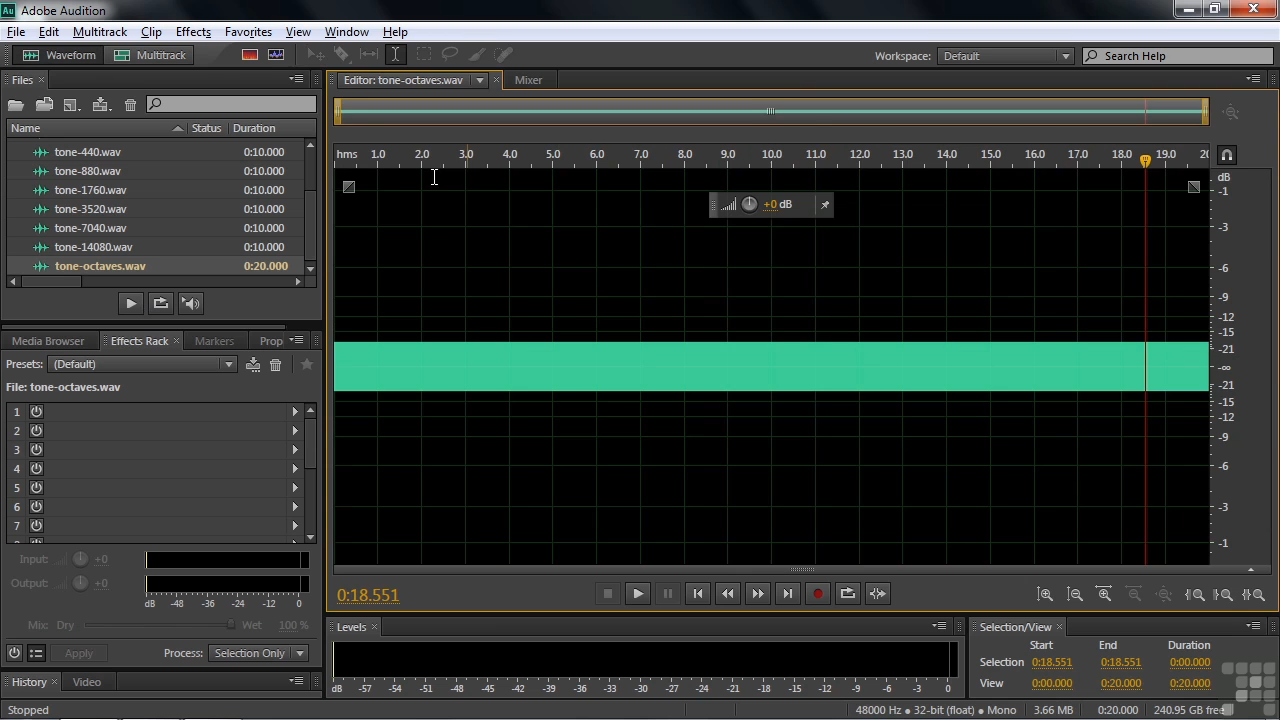 Au Adobe Audition
File Edit Multitrack Clip Effects Favorites View Window Help
Waveform Multitrack Workspace: Default Search Help
Files
Name Status Duration
tone-440.wav 0:10.000
tone-880.wav 0:10.000
tone-1760.wav 0:10.000
tone-3520.wav 0:10.000
tone-7040.wav 0:10.000
tone-14080.wav 0:10.000
tone-octaves.wav 0:20.000
Media Browser Effects Rack Markers Prop
Presets: (Default)
File: tone-octaves.wav
1
2
3
4
5
6
7
Input: +0
Output: +0
dB -48 -36 -24 -12 0
Mix: Dry Wet 100 %
Apply Process: Selection Only
History Video
Stopped
Editor: tone-octaves.wav Mixer
hms 1.0 2.0 3.0 4.0 5.0 6.0 7.0 8.0 9.0 10.0 11.0 12.0 13.0 14.0 15.0 16.0 17.0 18.0 19.0 20
+0 dB
dB
-1
-3
-6
-9
-12
-15
-21
-∞
-21
-15
-12
-9
-6
-3
-1
0:18.551
Levels
dB -57 -54 -51 -48 -45 -42 -39 -36 -33 -30 -27 -24 -21 -18 -15 -12 -9 -6 -3 0
Selection/View
Start End Duration
Selection 0:18.551 0:18.551 0:00.000
View 0:00.000 0:20.000 0:20.000
48000 Hz ● 32-bit (float) ● Mono 3.66 MB 0:20.000 240.95 GB free